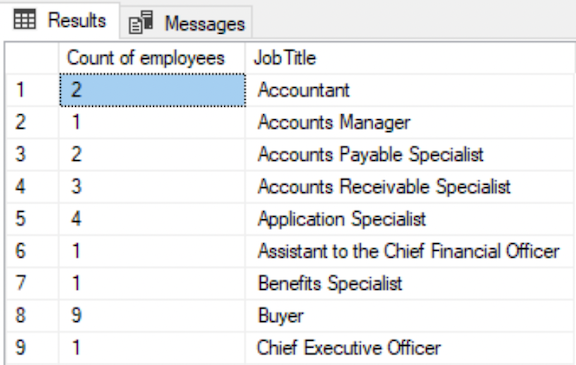 Results Messages
Count of employees JobTitle
1 2 Accountant
2 1 Accounts Manager
3 2 Accounts Payable Specialist
4 3 Accounts Receivable Specialist
5 4 Application Specialist
6 1 Assistant to the Chief Financial Officer
7 1 Benefits Specialist
8 9 Buyer
9 1 Chief Executive Officer